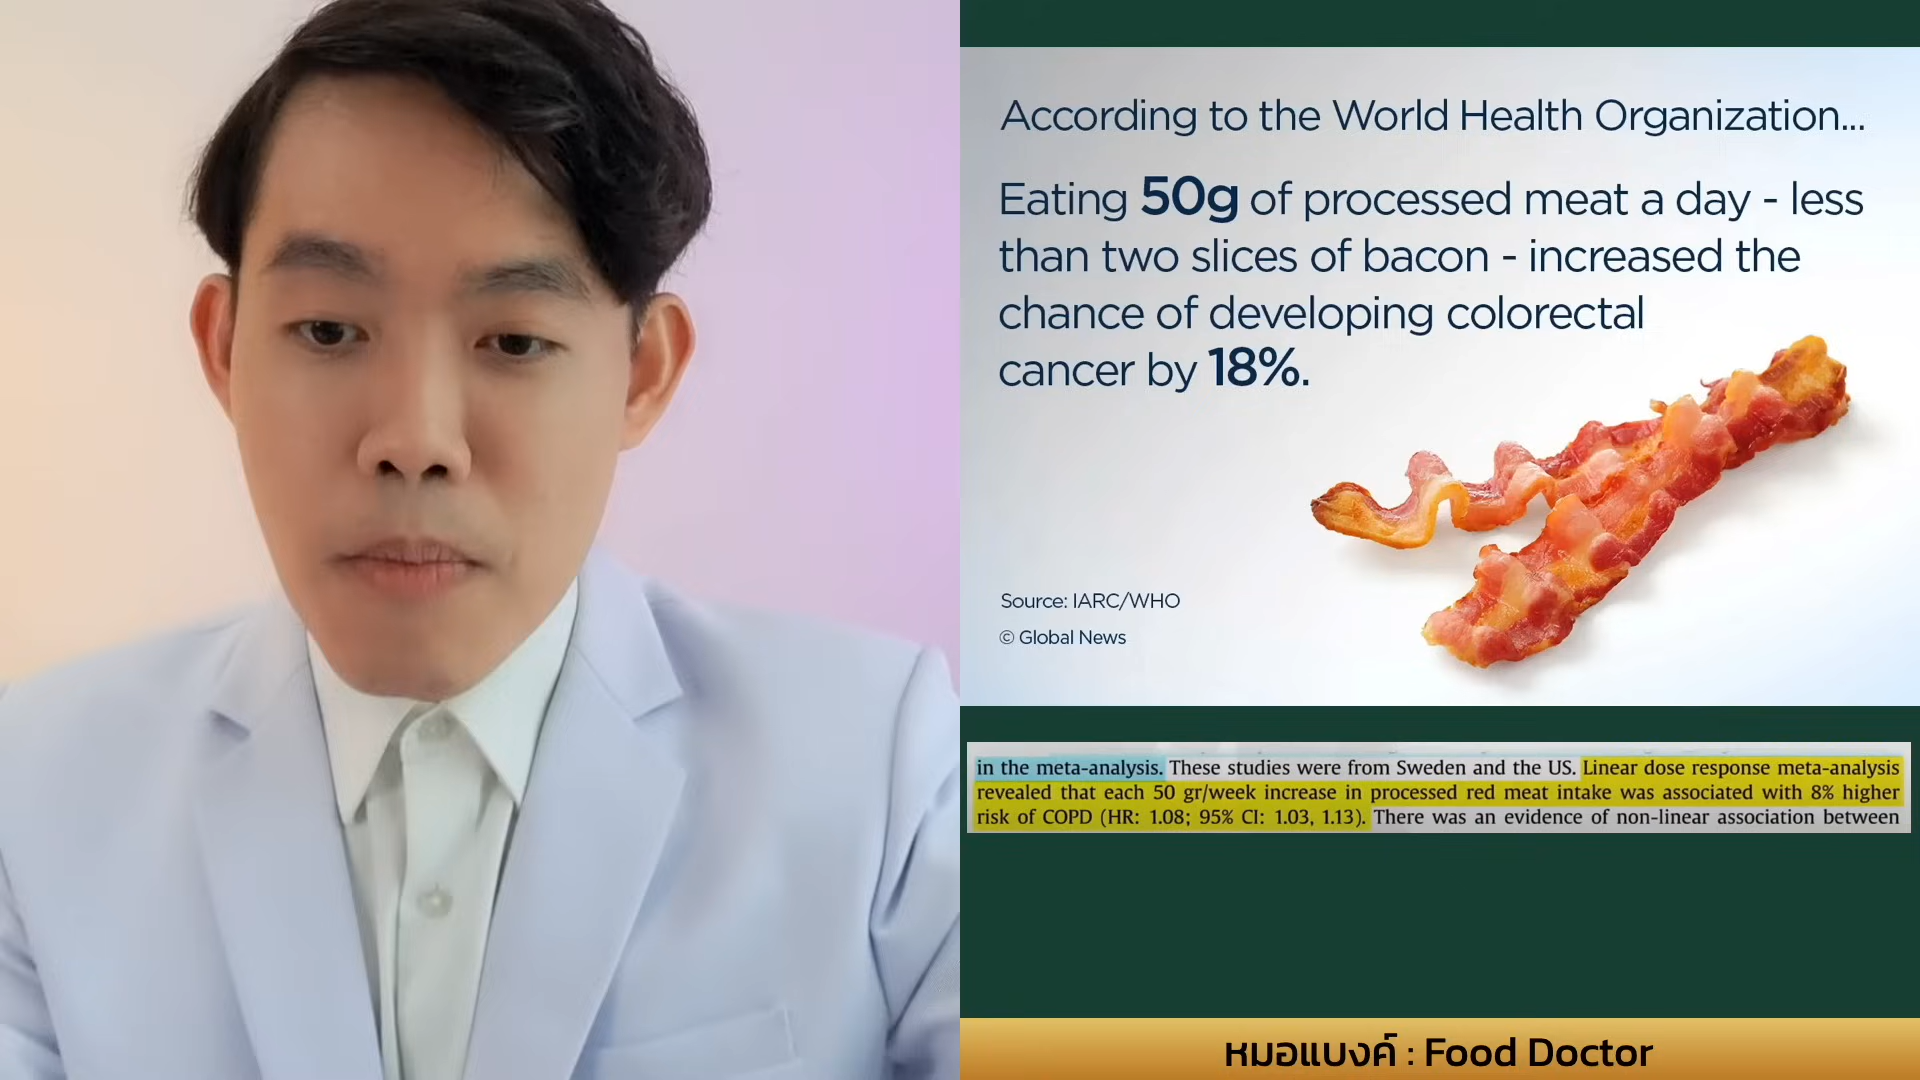 According to the World Health Organization...
Eating 50g of processed meat a day - less
than two slices of bacon - increased the
chance of developing colorectal
cancer by 18%.
Source: IARC/WHO
© Global News
in the meta-analysis. These studies were from Sweden and the US. Linear dose response meta-analysis
revealed that each 50 gr/week increase in processed red meat intake was associated with 8% higher
risk of COPD (HR: 1.08; 95% CI: 1.03, 1.13). There was an evidence of non-linear association between
หมอแบงค์ : Food Doctor